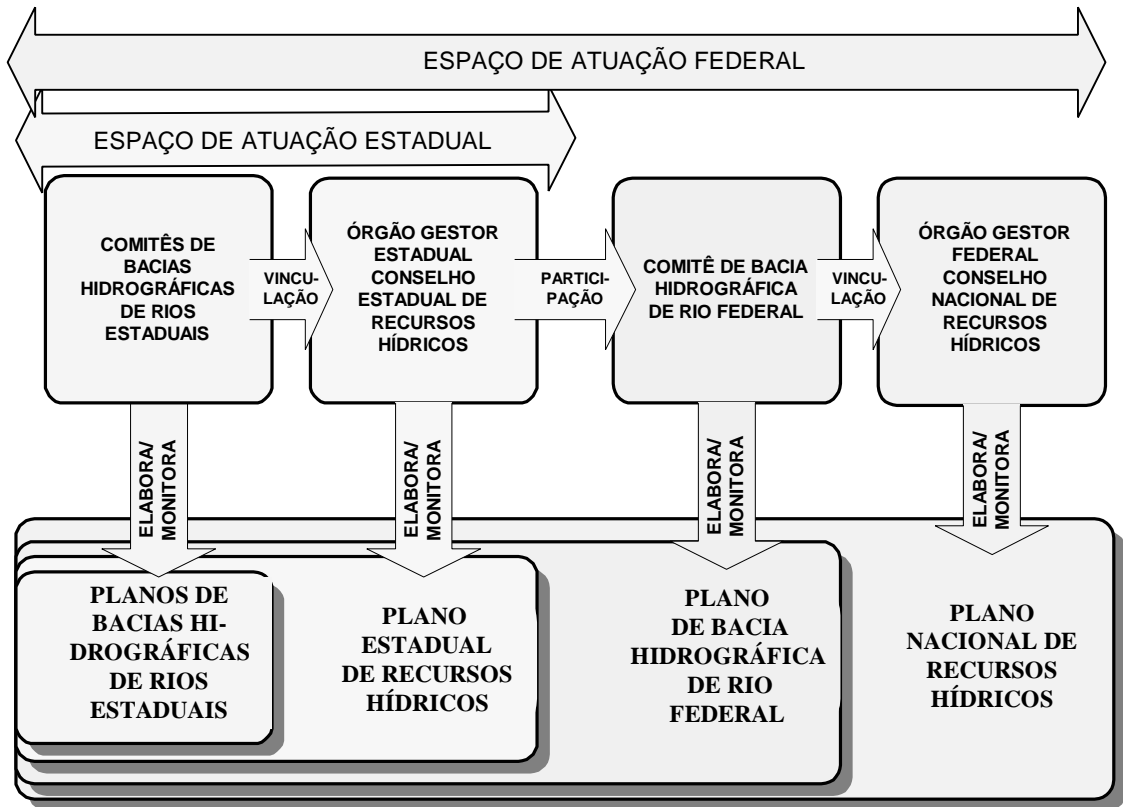 ESPAÇO DE ATUAÇÃO FEDERAL
ESPAÇO DE ATUAÇÃO ESTADUAL
COMITÊS DE
BACIAS
HIDROGRÁFICAS
DE RIOS
ESTADUAIS
VINCU-
LAÇÃO
ÓRGÃO GESTOR
ESTADUAL
CONSELHO
ESTADUAL DE
RECURSOS
HÍDRICOS
PARTICI-
PAÇÃO
COMITÊ DE BACIA
HIDROGRÁFICA
DE RIO FEDERAL
VINCU-
LAÇÃO
ÓRGÃO GESTOR
FEDERAL
CONSELHO
NACIONAL DE
RECURSOS
HÍDRICOS
ELABORA/
MONITORA
ELABORA/
MONITORA
ELABORA/
MONITORA
ELABORA/
MONITORA
PLANOS DE
BACIAS HI-
DROGRÁFICAS
DE RIOS
ESTADUAIS
PLANO
ESTADUAL
DE RECURSOS
HÍDRICOS
PLANO
DE BACIA
HIDROGRÁFICA
DE RIO
FEDERAL
PLANO
NACIONAL DE
RECURSOS
HÍDRICOS